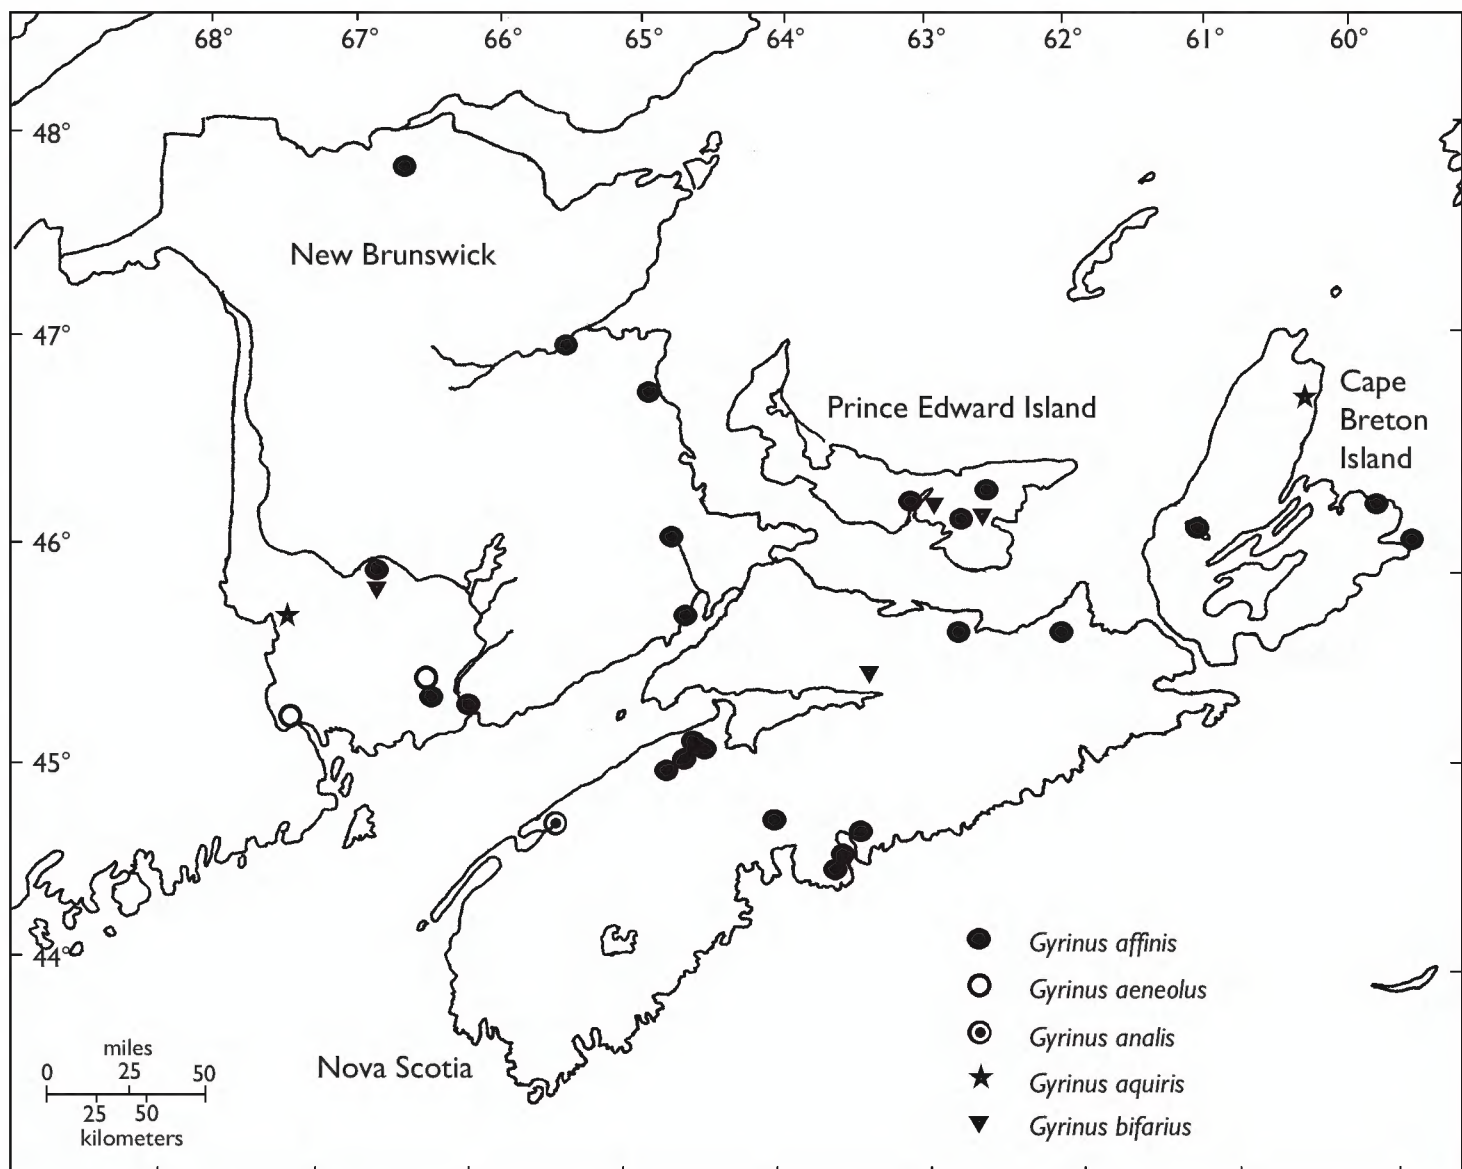 68° 67° 66° 65° 64° 63° 62° 61° 60°
48°
New Brunswick
47°
Cape
Breton
Island
Prince Edward Island
46°
45°
44°
Gyrinus affinis
Gyrinus aeneolus
Gyrinus analis
Gyrinus aquiris
Gyrinus bifarius
Nova Scotia
miles
0 25 50
25 50
kilometers